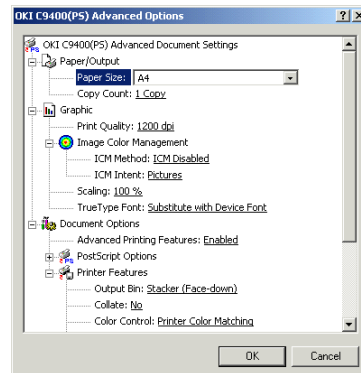 OKI C9400(PS) Advanced Options
OKI C9400(PS) Advanced Document Settings
Paper/Output
Paper Size: A4
Copy Count: 1 Copy
Graphic
Print Quality: 1200 dpi
Image Color Management
ICM Method: ICM Disabled
ICM Intent: Pictures
Scaling: 100 %
TrueType Font: Substitute with Device Font
Document Options
Advanced Printing Features: Enabled
PostScript Options
Printer Features
Output Bin: Stacker (Face-down)
Collate: No
Color Control: Printer Color Matching
OK Cancel